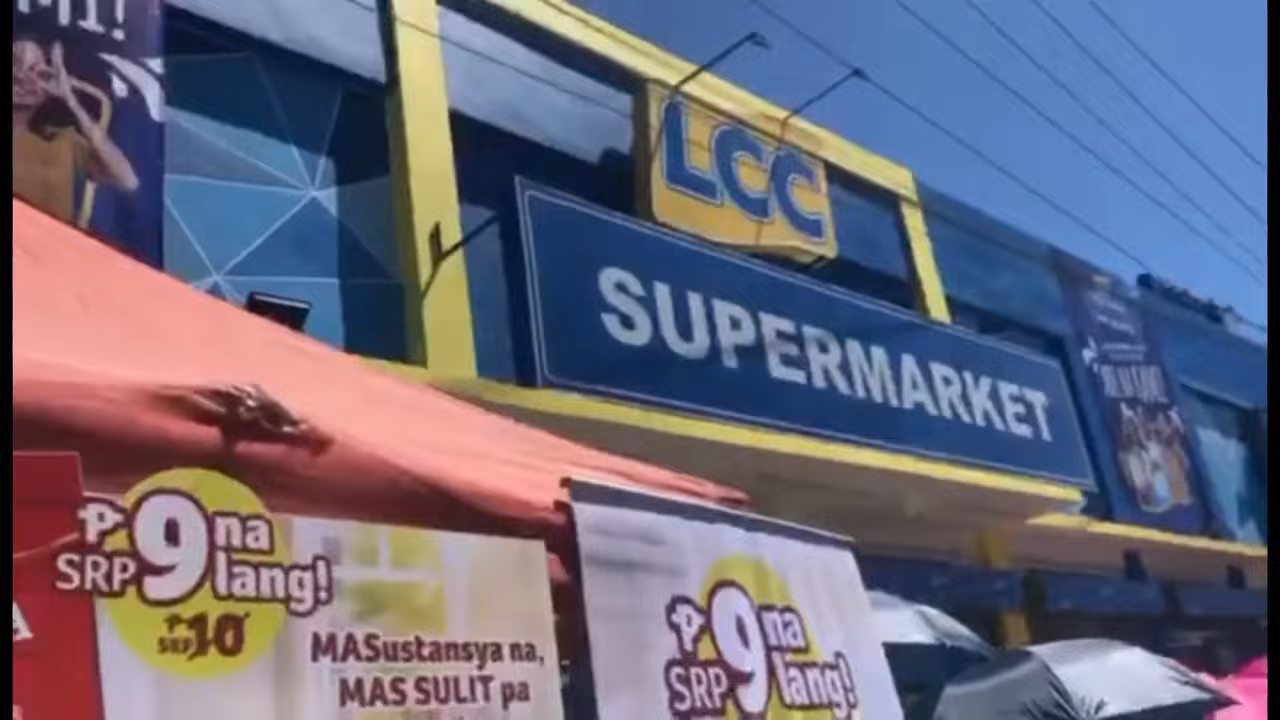 LCC
SUPERMARKET
₱9 na
SRP lang!
₱10
SRP
MASustansya na,
MAS SULIT pa
₱9 na
SRP lang!